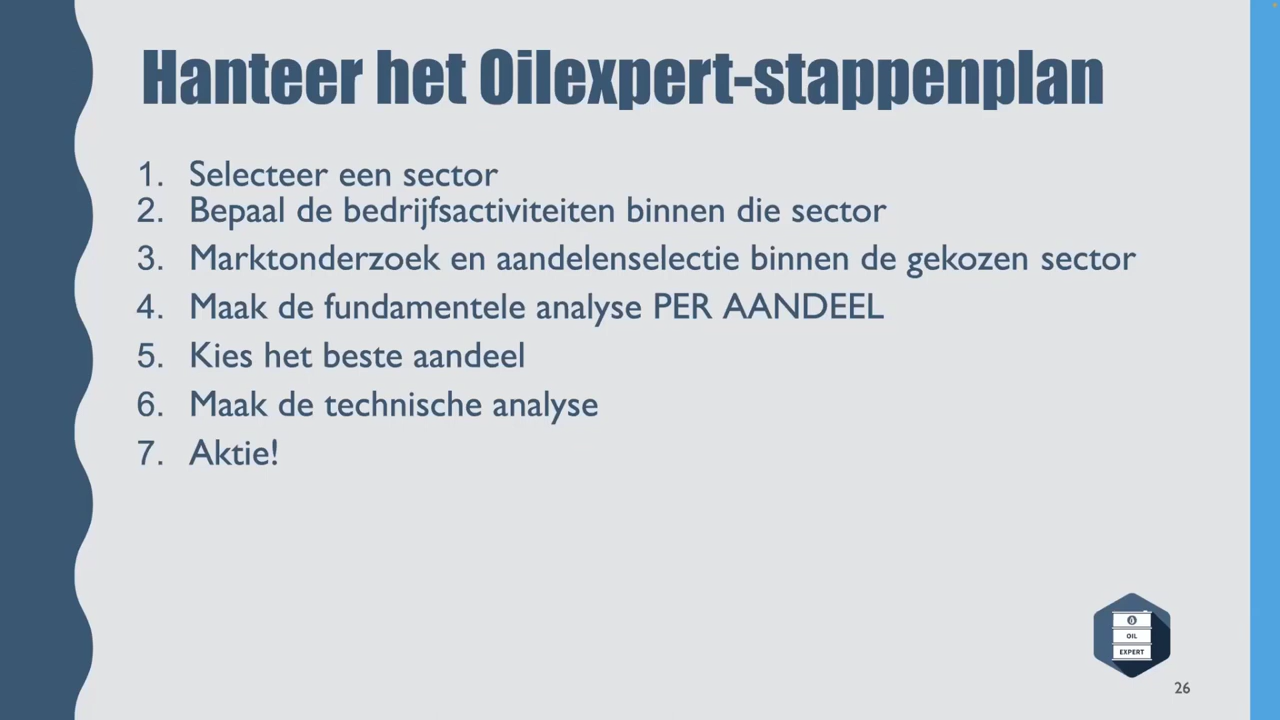 Hanteer het Oilexpert-stappenplan
1. Selecteer een sector
2. Bepaal de bedrijfsactiviteiten binnen die sector
3. Marktonderzoek en aandelenselectie binnen de gekozen sector
4. Maak de fundamentele analyse PER AANDEEL
5. Kies het beste aandeel
6. Maak de technische analyse
7. Aktie!
OIL
EXPERT
26